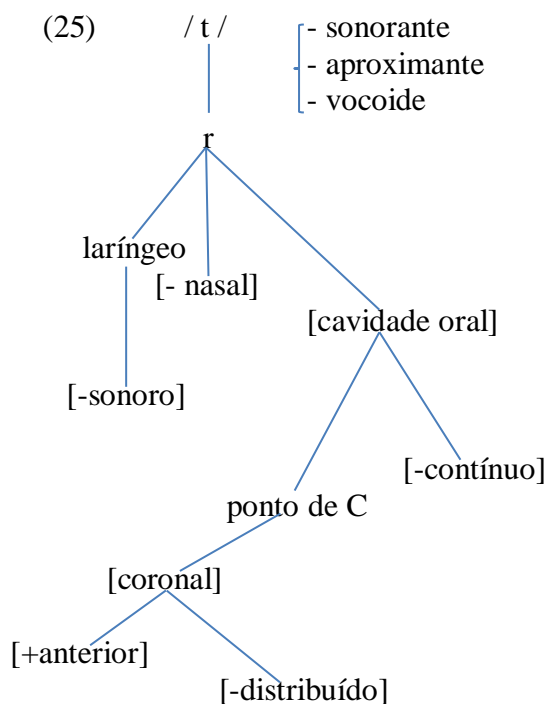 (25) / t / - sonorante
- aproximante
- vocoide
r
laríngeo
[- nasal]
[cavidade oral]
[-sonoro]
[-contínuo]
ponto de C
[coronal]
[+anterior]
[-distribuído]